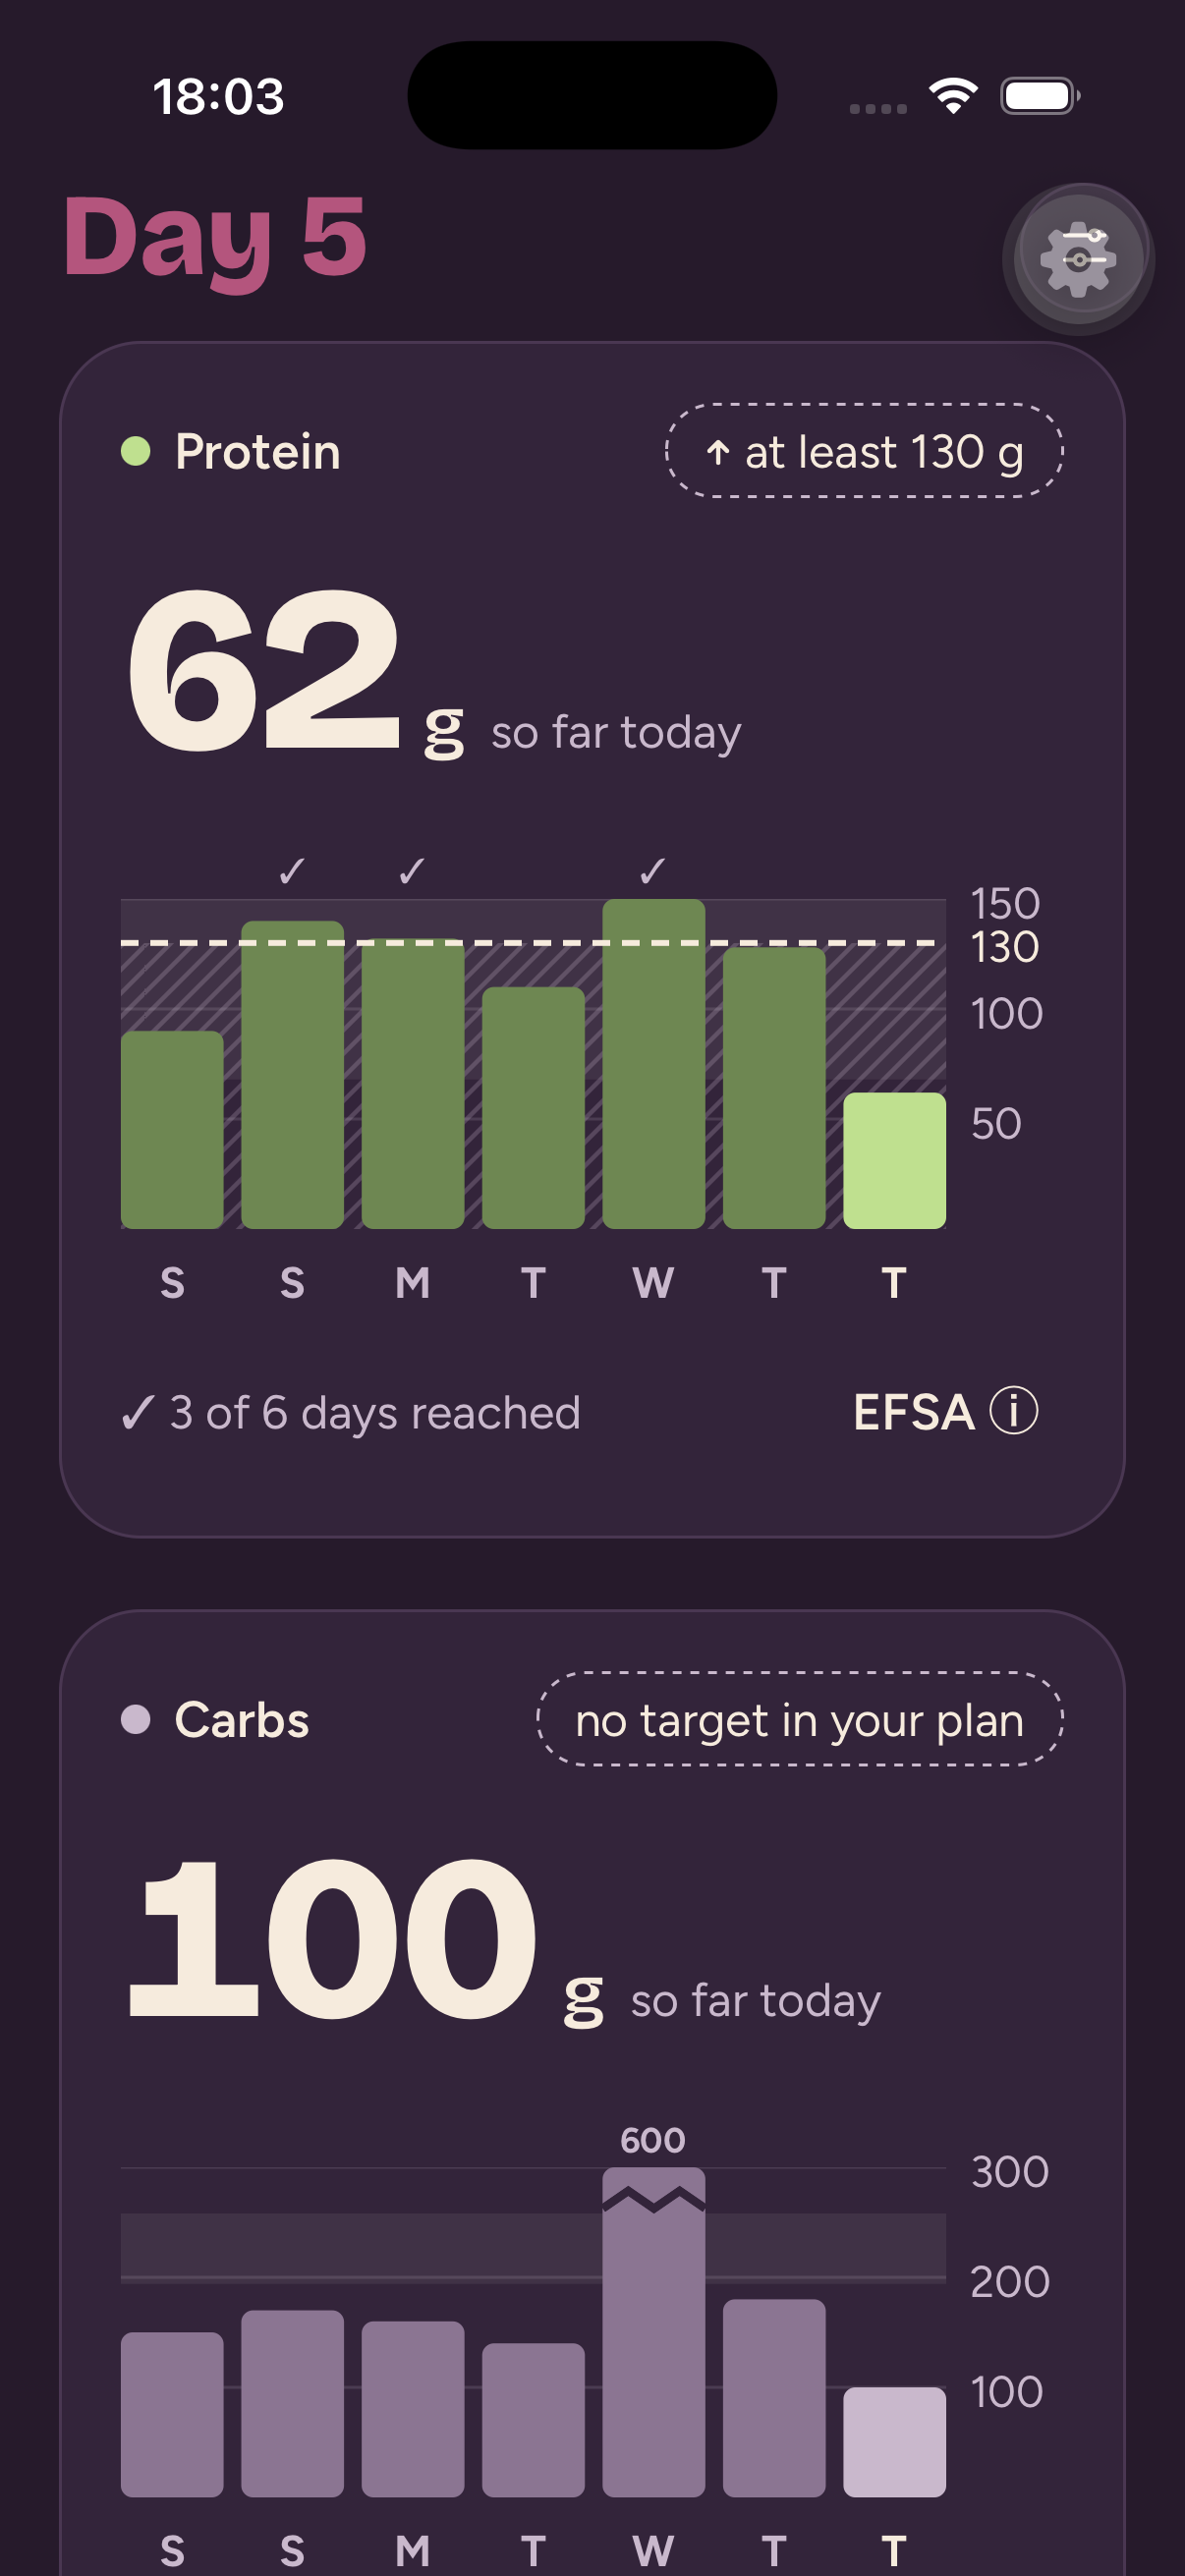 18:03
Day 5
Protein
↑ at least 130 g
62 g so far today
✓ ✓ ✓
150
130
100
50
S S M T W T T
✓ 3 of 6 days reached
EFSA ⓘ
Carbs
no target in your plan
100 g so far today
600
300
200
100
S S M T W T T